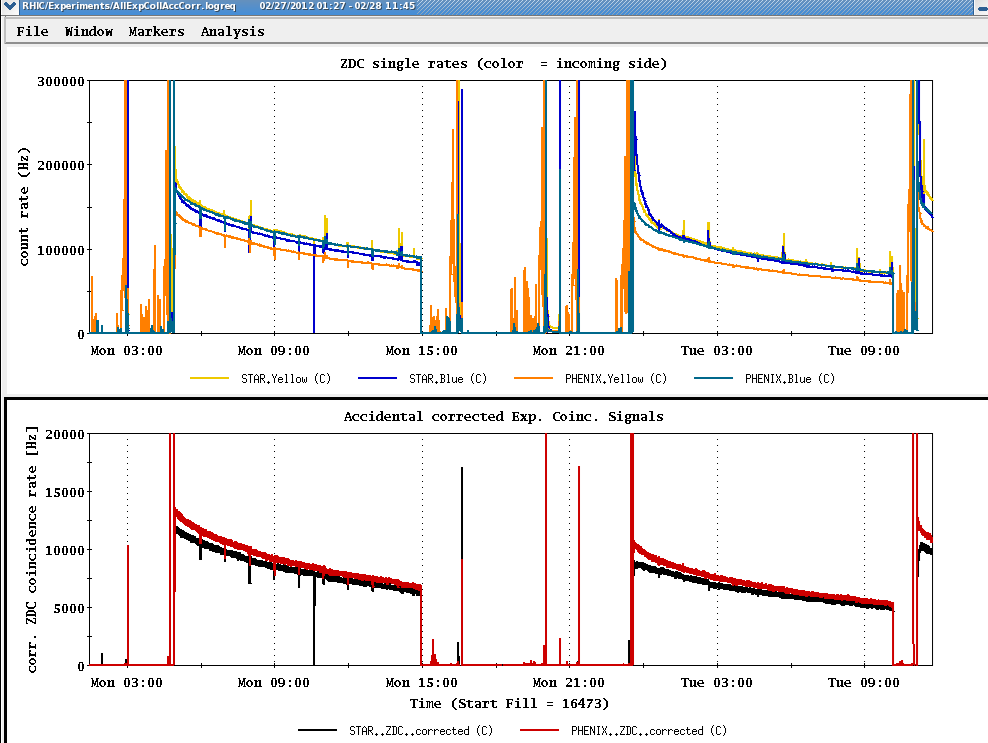 RHIC/Experiments/AllExpCollAccCorr.logreq 02/27/2012 01:27 - 02/28 11:45
File Window Markers Analysis
ZDC single rates (color = incoming side)
count rate (Hz)
300000
200000
100000
0
Mon 03:00 Mon 09:00 Mon 15:00 Mon 21:00 Tue 03:00 Tue 09:00
STAR.Yellow (C) STAR.Blue (C) PHENIX.Yellow (C) PHENIX.Blue (C)
Accidental corrected Exp. Coinc. Signals
corr. ZDC coincidence rate [Hz]
20000
15000
10000
5000
0
Mon 03:00 Mon 09:00 Mon 15:00 Mon 21:00 Tue 03:00 Tue 09:00
Time (Start Fill = 16473)
STAR..ZDC..corrected (C) PHENIX..ZDC..corrected (C)